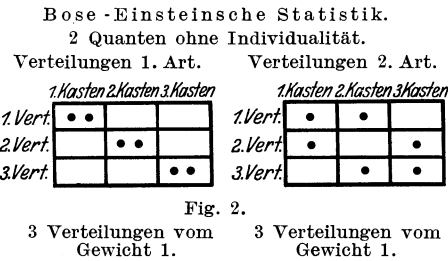 Bose-Einsteinsche Statistik.
2 Quanten ohne Individualität.
Verteilungen 1. Art.
1.Kasten 2.Kasten 3.Kasten
1.Vert.
2.Vert.
3.Vert.
Verteilungen 2. Art.
1.Kasten 2.Kasten 3.Kasten
1.Vert.
2.Vert.
3.Vert.
Fig. 2.
3 Verteilungen vom
Gewicht 1.
3 Verteilungen vom
Gewicht 1.